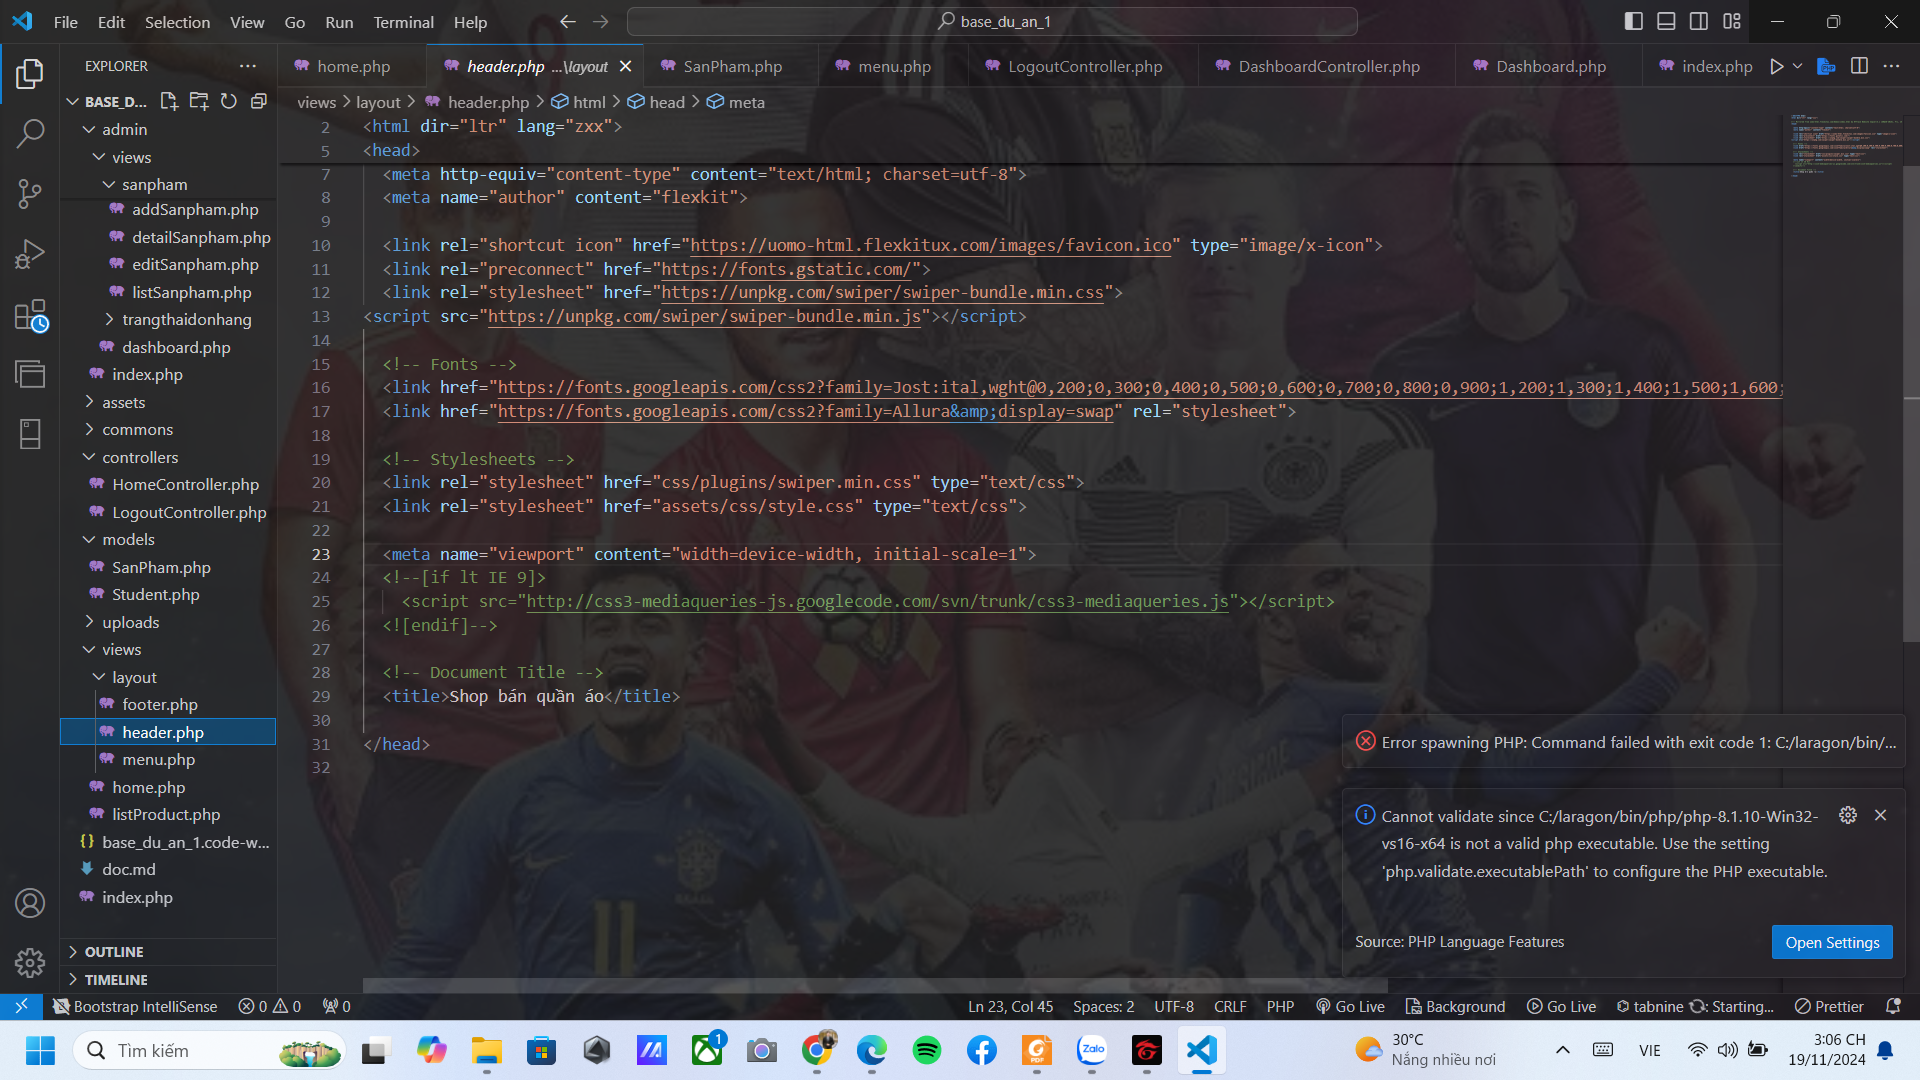 File Edit Selection View Go Run Terminal Help
base_du_an_1
EXPLORER
home.php
header.php ...\layout
SanPham.php
menu.php
LogoutController.php
DashboardController.php
Dashboard.php
index.php
BASE_D...
views > layout > header.php > html > head > meta
admin
views
sanpham
addSanpham.php
detailSanpham.php
editSanpham.php
listSanpham.php
trangthaidonhang
dashboard.php
index.php
assets
commons
controllers
HomeController.php
LogoutController.php
models
SanPham.php
Student.php
uploads
views
layout
footer.php
header.php
menu.php
home.php
listProduct.php
base_du_an_1.code-w...
doc.md
index.php
OUTLINE
TIMELINE
2 <html dir="ltr" lang="zxx">
5 <head>
7 <meta http-equiv="content-type" content="text/html; charset=utf-8">
8 <meta name="author" content="flexkit">
9
10 <link rel="shortcut icon" href="https://uomo-html.flexkitux.com/images/favicon.ico" type="image/x-icon">
11 <link rel="preconnect" href="https://fonts.gstatic.com/">
12 <link rel="stylesheet" href="https://unpkg.com/swiper/swiper-bundle.min.css">
13 <script src="https://unpkg.com/swiper/swiper-bundle.min.js"></script>
14
15 <!-- Fonts -->
16 <link href="https://fonts.googleapis.com/css2?family=Jost:ital,wght@0,200;0,300;0,400;0,500;0,600;0,700;0,800;0,900;1,200;1,300;1,400;1,500;1,600;
17 <link href="https://fonts.googleapis.com/css2?family=Allura&amp;display=swap" rel="stylesheet">
18
19 <!-- Stylesheets -->
20 <link rel="stylesheet" href="css/plugins/swiper.min.css" type="text/css">
21 <link rel="stylesheet" href="assets/css/style.css" type="text/css">
22
23 <meta name="viewport" content="width=device-width, initial-scale=1">
24 <!--[if lt IE 9]>
25 <script src="http://css3-mediaqueries-js.googlecode.com/svn/trunk/css3-mediaqueries.js"></script>
26 <![endif]-->
27
28 <!-- Document Title -->
29 <title>Shop bán quần áo</title>
30
31 </head>
32
Error spawning PHP: Command failed with exit code 1: C:/laragon/bin/...
Cannot validate since C:/laragon/bin/php/php-8.1.10-Win32-
vs16-x64 is not a valid php executable. Use the setting
'php.validate.executablePath' to configure the PHP executable.
Source: PHP Language Features
Open Settings
Bootstrap IntelliSense 0 0 0
Ln 23, Col 45 Spaces: 2 UTF-8 CRLF PHP Go Live Background Go Live tabnine : Starting... Prettier
Tìm kiếm
1
Zalo
30°C
Nắng nhiều nơi
VIE
3:06 CH
19/11/2024